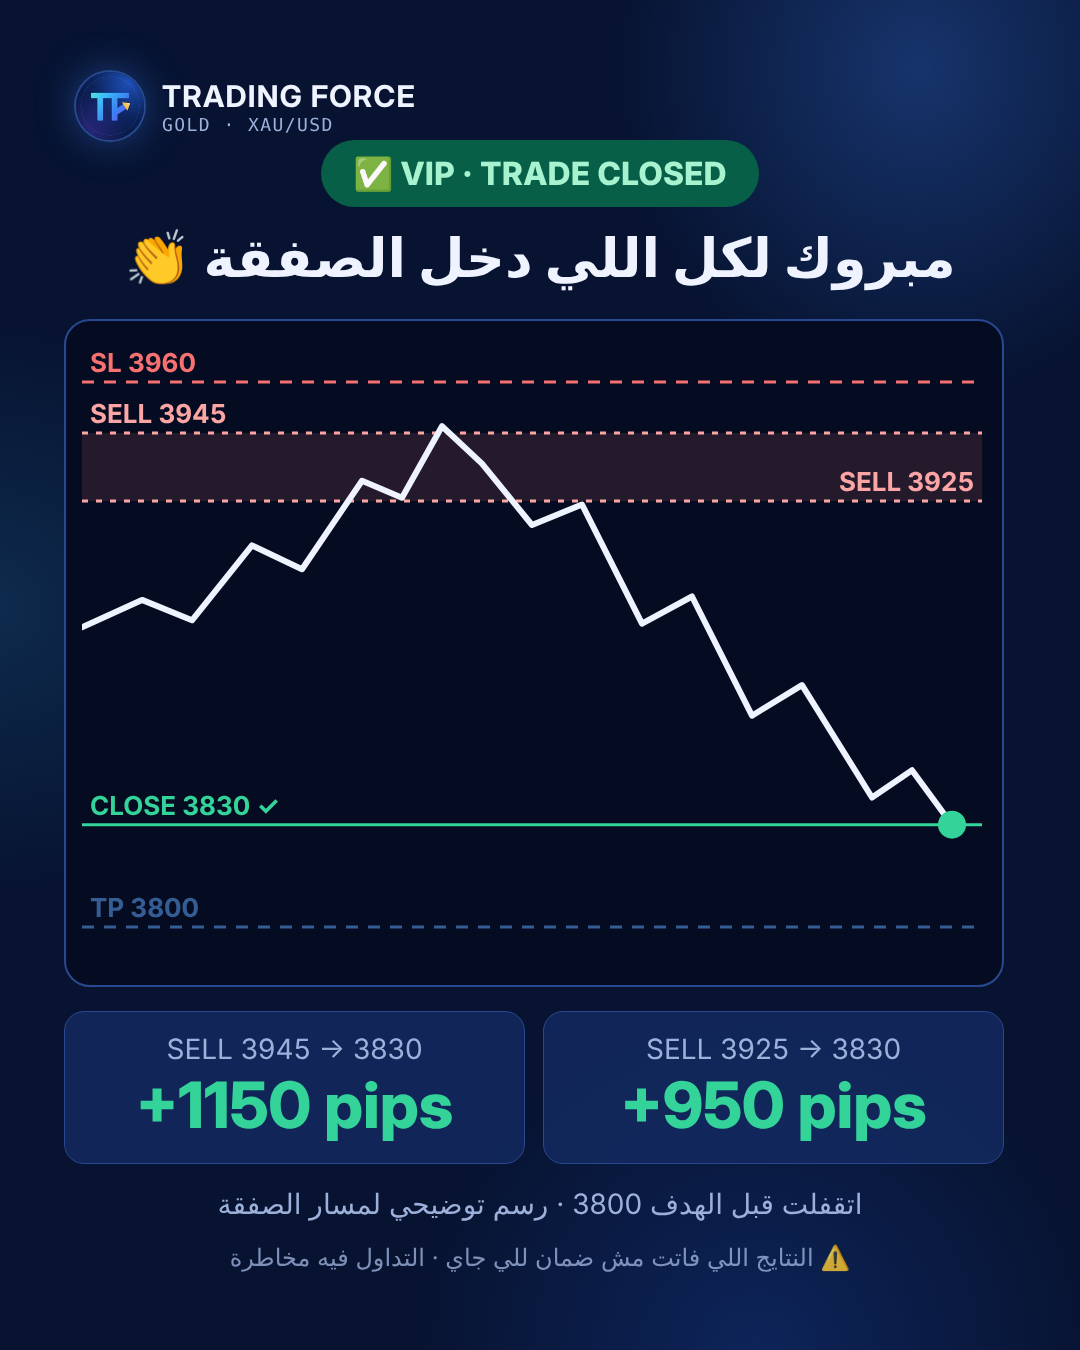 TF
TRADING FORCE
GOLD · XAU/USD
✅ VIP · TRADE CLOSED
مبروك لكل اللي دخل الصفقة 👏
SL 3960
SELL 3945
SELL 3925
CLOSE 3830 ✓
TP 3800
SELL 3945 → 3830
+1150 pips
SELL 3925 → 3830
+950 pips
اتقفلت قبل الهدف 3800 · رسم توضيحي لمسار الصفقة
⚠️ النتايج اللي فاتت مش ضمان للي جاي · التداول فيه مخاطرة